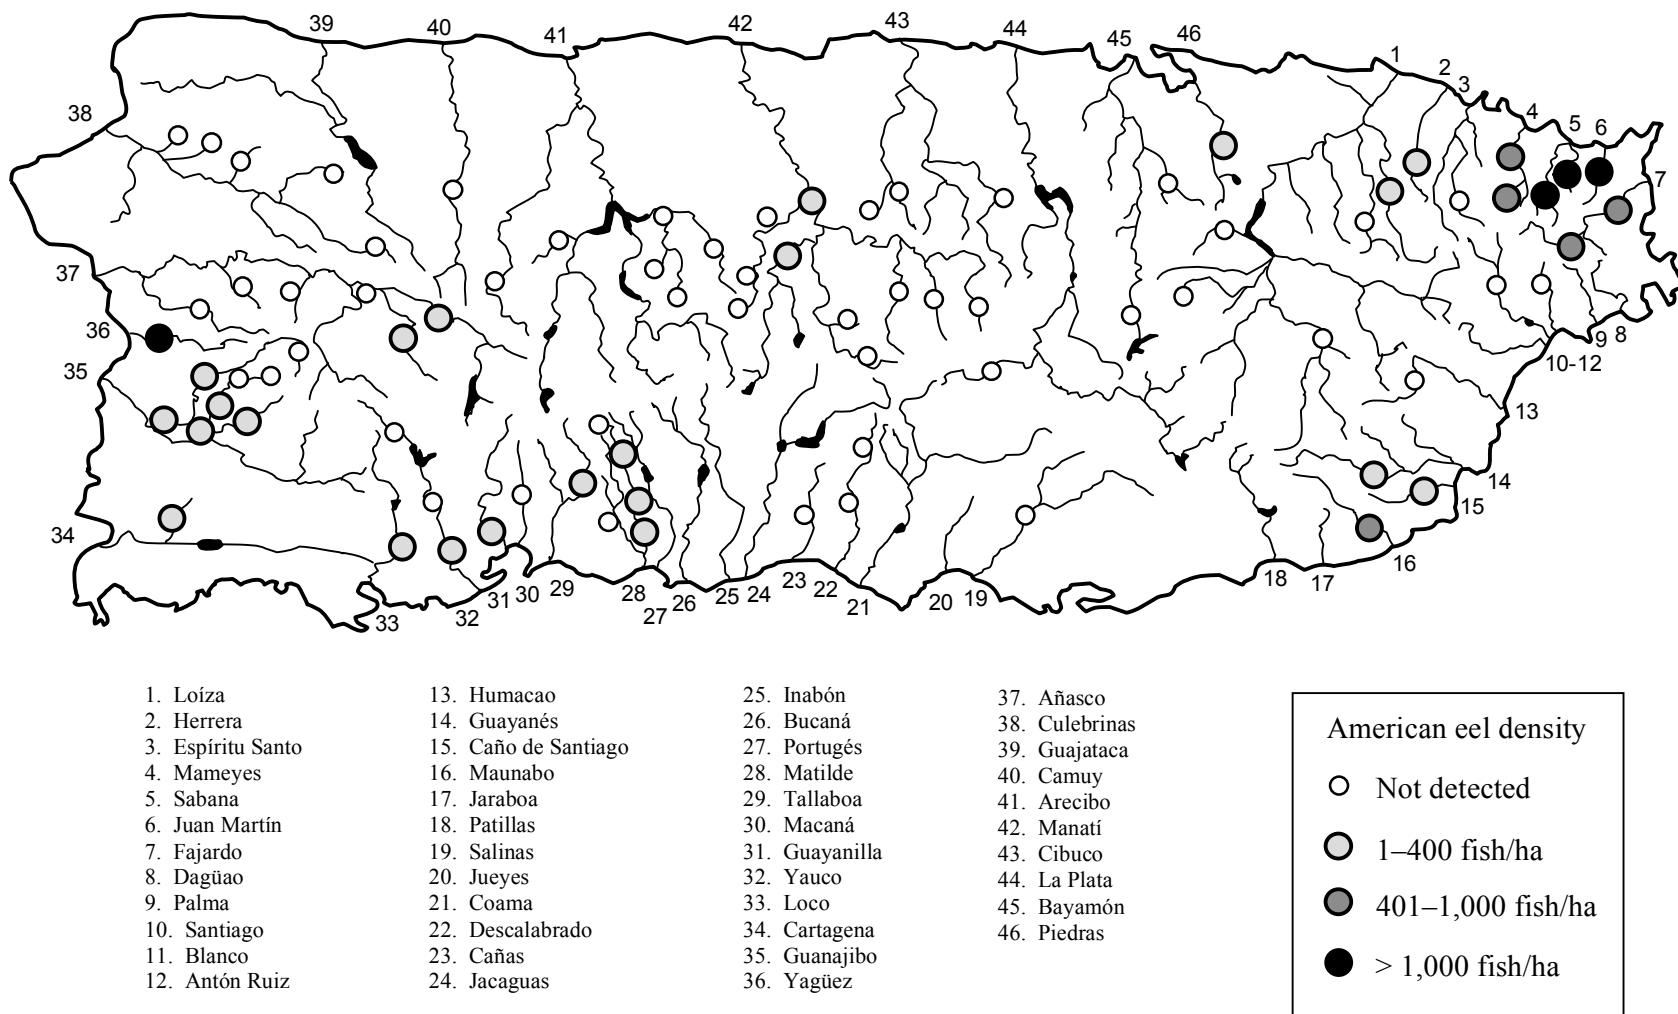 39
40
41
42
43
44
45
46
1
2
3
4
5
6
7
8
9
10-12
13
14
15
16
17
18
19
20
21
22
23
24
25
26
27
28
29
30
31
32
33
34
35
36
37
38
1. Loíza
2. Herrera
3. Espíritu Santo
4. Mameyes
5. Sabana
6. Juan Martín
7. Fajardo
8. Dagüao
9. Palma
10. Santiago
11. Blanco
12. Antón Ruiz
13. Humacao
14. Guayanés
15. Caño de Santiago
16. Maunabo
17. Jaraboa
18. Patillas
19. Salinas
20. Jueyes
21. Coama
22. Descalabrado
23. Cañas
24. Jacaguas
25. Inabón
26. Bucaná
27. Portugés
28. Matilde
29. Tallaboa
30. Macaná
31. Guayanilla
32. Yauco
33. Loco
34. Cartagena
35. Guanajibo
36. Yagüez
37. Añasco
38. Culebrinas
39. Guajataca
40. Camuy
41. Arecibo
42. Manatí
43. Cibuco
44. La Plata
45. Bayamón
46. Piedras
American eel density
Not detected
1–400 fish/ha
401–1,000 fish/ha
> 1,000 fish/ha